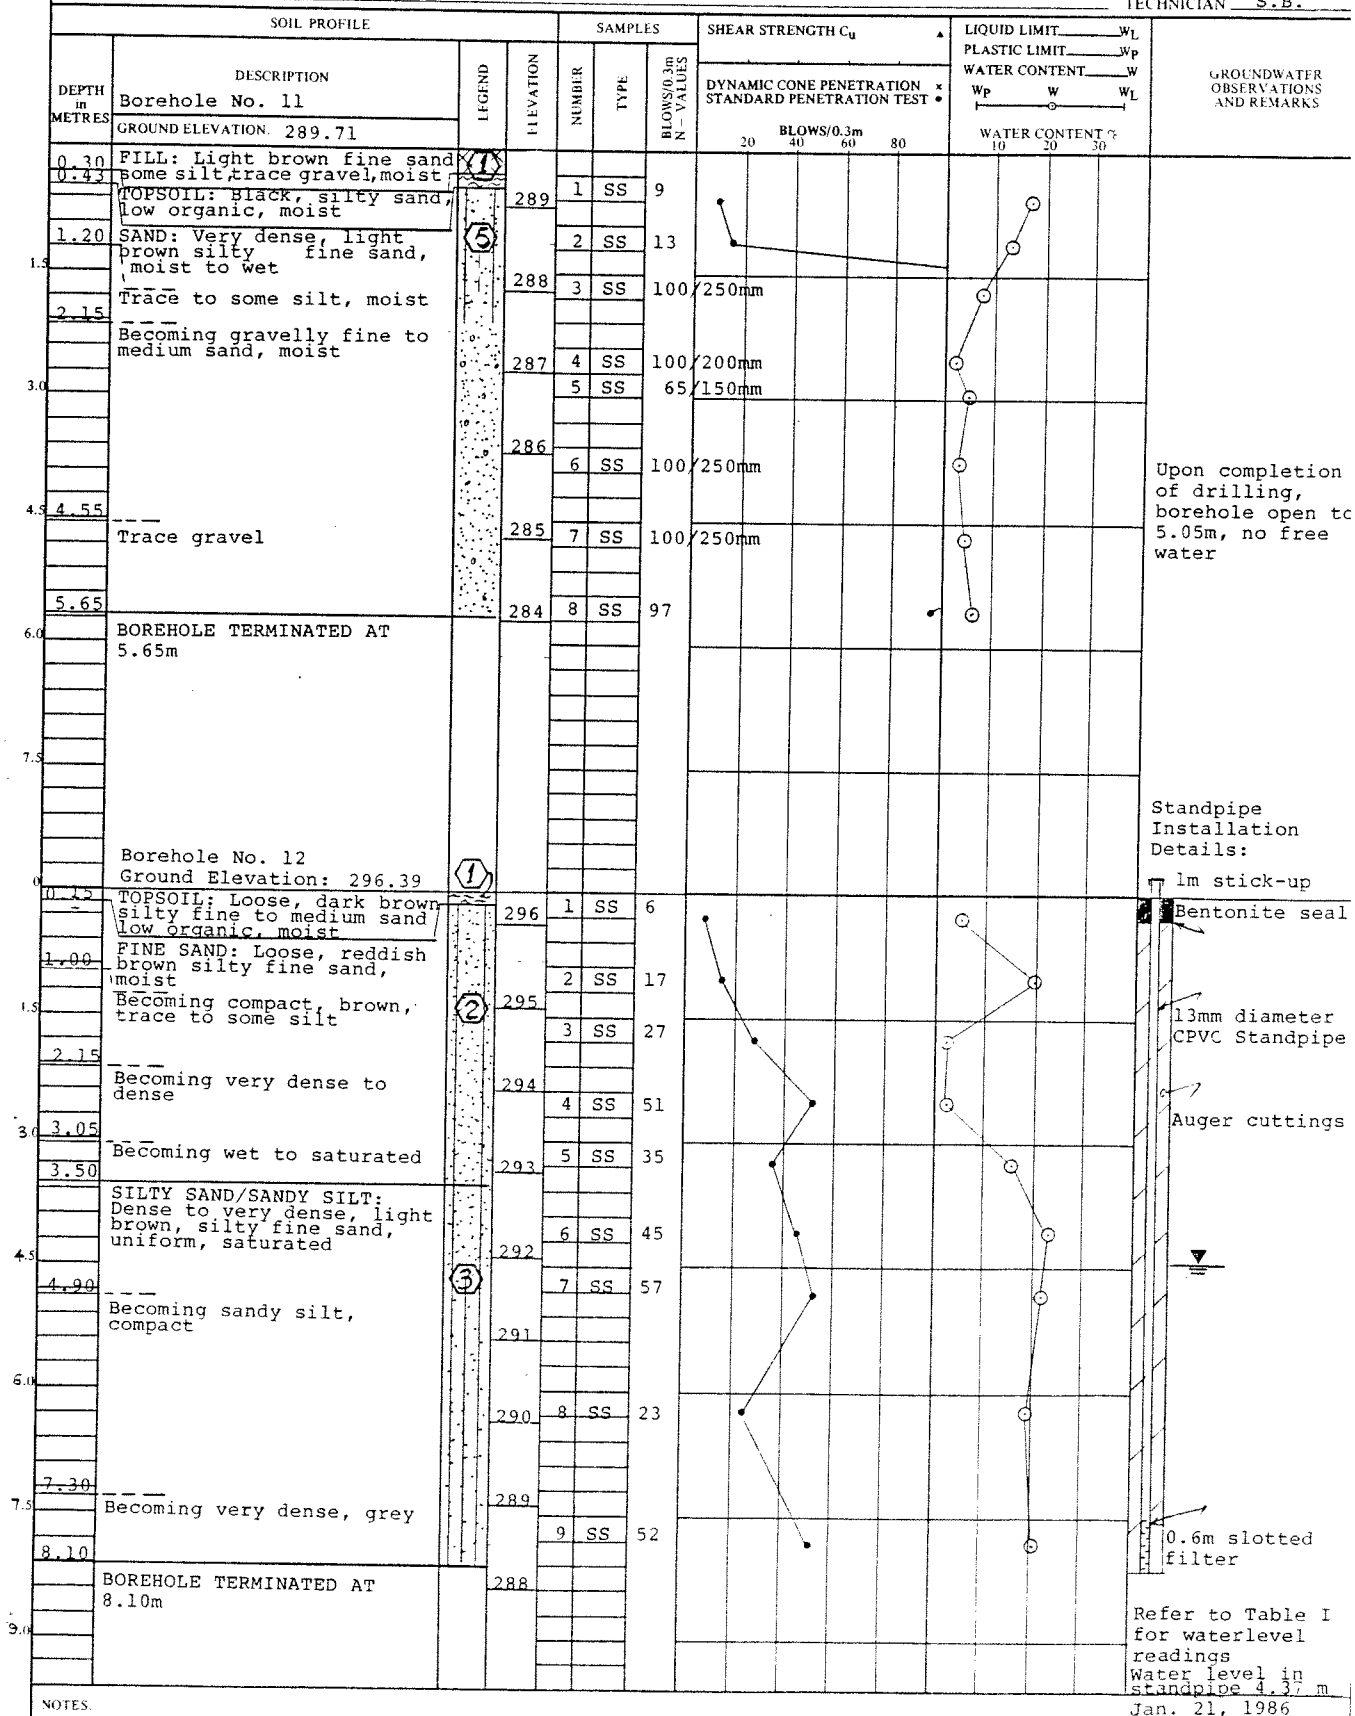 TECHNICIAN S.B.
SOIL PROFILE
SAMPLES
SHEAR STRENGTH Cu ▲
LIQUID LIMIT WL
PLASTIC LIMIT WP
WATER CONTENT W
WP W WL
WATER CONTENT %
10 20 30
GROUNDWATER
OBSERVATIONS
AND REMARKS
DEPTH
in
METRES
DESCRIPTION
Borehole No. 11
GROUND ELEVATION. 289.71
LEGEND
ELEVATION
NUMBER
TYPE
BLOWS/0.3m
N – VALUES
DYNAMIC CONE PENETRATION ×
STANDARD PENETRATION TEST •
BLOWS/0.3m
20 40 60 80
0.30 FILL: Light brown fine sand
some silt,trace gravel,moist
1
0.43
TOPSOIL: Black, silty sand,
low organic, moist
289
1 SS 9
1.20 SAND: Very dense, light
brown silty fine sand,
moist to wet
5
2 SS 13
1.5
Trace to some silt, moist
288
3 SS 100/250mm
2.15
Becoming gravelly fine to
medium sand, moist
287
4 SS 100/200mm
3.0
5 SS 65/150mm
286
6 SS 100/250mm
Upon completion
of drilling,
borehole open to
5.05m, no free
water
4.5
4.55
Trace gravel
285
7 SS 100/250mm
5.65
284
8 SS 97
6.0
BOREHOLE TERMINATED AT
5.65m
7.5
Standpipe
Installation
Details:
Borehole No. 12
Ground Elevation: 296.39
1
0
1m stick-up
0.15
TOPSOIL: Loose, dark brown
silty fine to medium sand
low organic, moist
296
1 SS 6
Bentonite seal
1.00
FINE SAND: Loose, reddish
brown silty fine sand,
moist
2 SS 17
1.5
Becoming compact, brown,
trace to some silt
2
295
3 SS 27
13mm diameter
CPVC Standpipe
2.15
Becoming very dense to
dense
294
4 SS 51
Auger cuttings
3.0
3.05
Becoming wet to saturated
293
5 SS 35
3.50
SILTY SAND/SANDY SILT:
Dense to very dense, light
brown, silty fine sand,
uniform, saturated
6 SS 45
292
4.5
3
7 SS 57
4.90
Becoming sandy silt,
compact
291
6.0
290
8 SS 23
7.30
7.5
Becoming very dense, grey
289
9 SS 52
0.6m slotted
filter
8.10
BOREHOLE TERMINATED AT
8.10m
288
9.0
Refer to Table I
for waterlevel
readings
Water level in
standpipe 4.37 m
Jan. 21, 1986
NOTES.